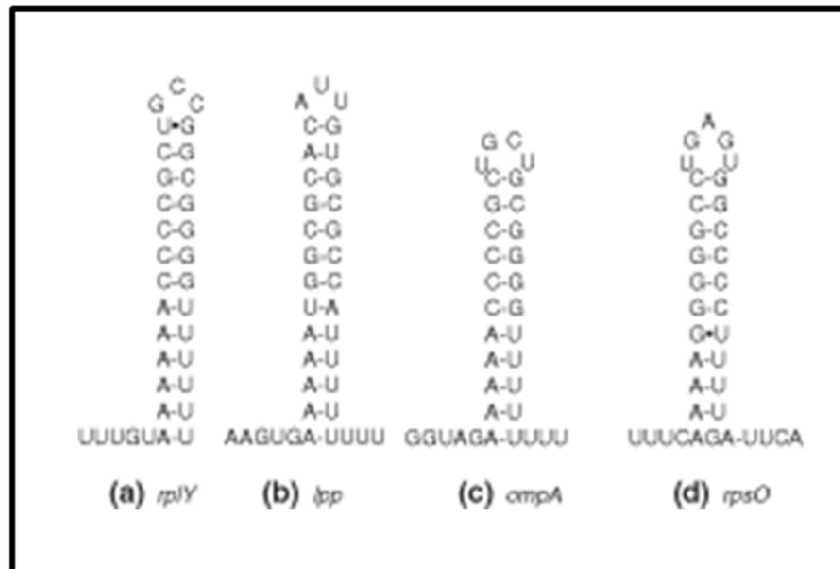 C U
G C A U
U•G C-G A
G C G G
C-G A-U
U U U U
G-C C-G C-G C-G
C-G G-C G-C C-G
C-G C-G C-G G-C
C-G G-C C-G G-C
C-G G-C C-G G-C
A-U U-A C-G G-C
A-U A-U A-U G•U
A-U A-U A-U A-U
A-U A-U A-U A-U
A-U A-U A-U A-U
UUUGUA-U AAGUGA-UUUU GGUAGA-UUUU UUUCAGA-UUCA
(a) rplY (b) lpp (c) ompA (d) rpsO